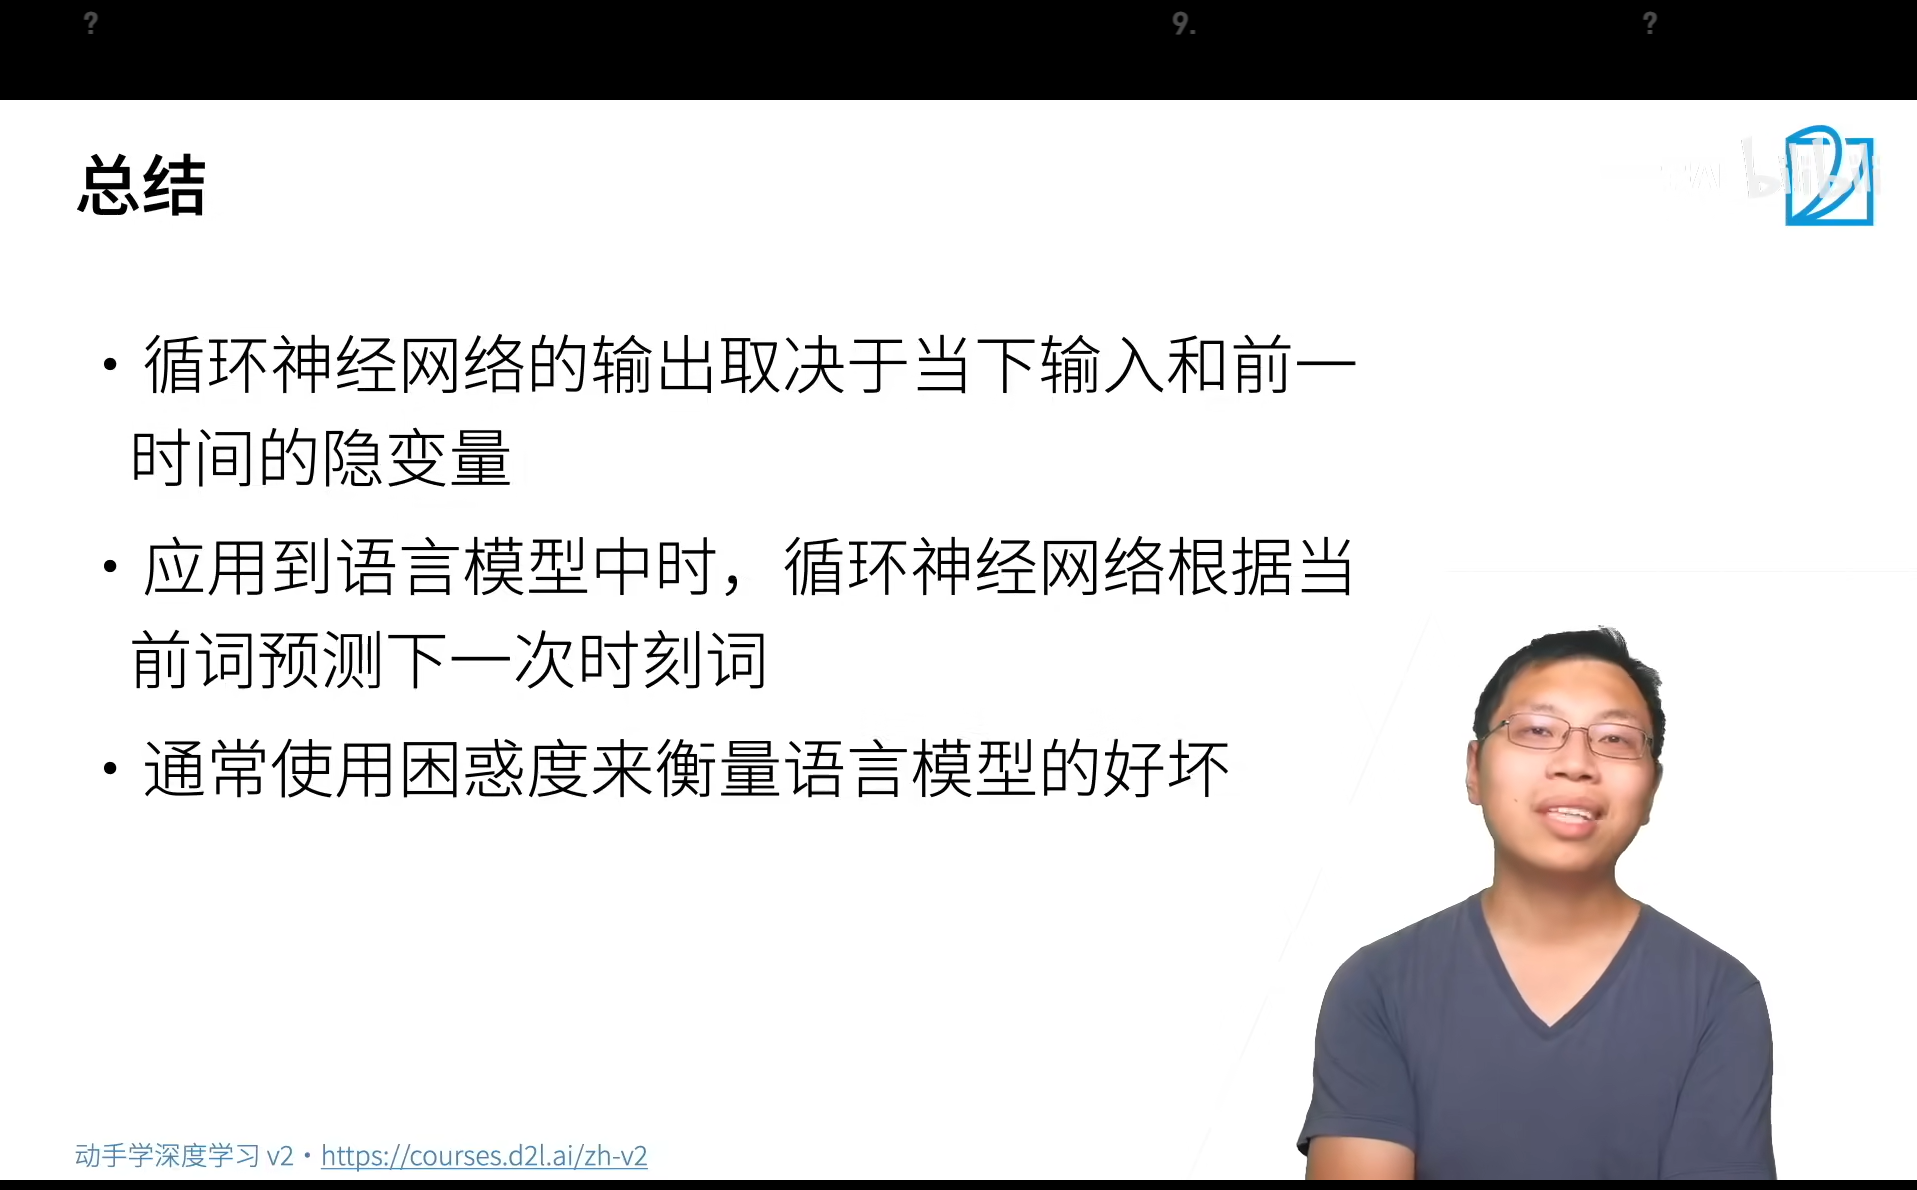 ?
9.
?
总结
bilibili
• 循环神经网络的输出取决于当下输入和前一
时间的隐变量
• 应用到语言模型中时，循环神经网络根据当
前词预测下一次时刻词
• 通常使用困惑度来衡量语言模型的好坏
动手学深度学习 v2 • https://courses.d2l.ai/zh-v2